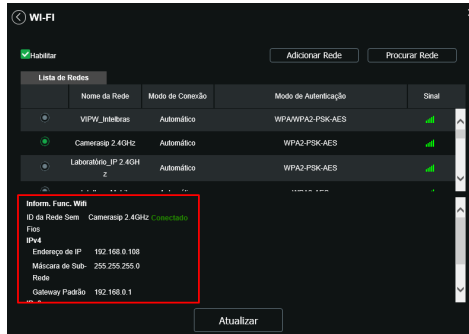 WI-FI
Habilitar
Adicionar Rede
Procurar Rede
Lista de Redes
Nome da Rede Modo de Conexão Modo de Autenticação Sinal
VIPW_Intelbras Automático WPA/WPA2-PSK-AES
Camerasip 2.4GHz Automático WPA2-PSK-AES
Laboratório_IP 2.4GH
z
Automático WPA2-PSK-AES
Inform. Func. Wifi
ID da Rede Sem Camerasip 2.4GHz Conectado
Fios
IPv4
Endereço de IP 192.168.0.108
Máscara de Sub- 255.255.255.0
Rede
Gateway Padrão 192.168.0.1
Atualizar